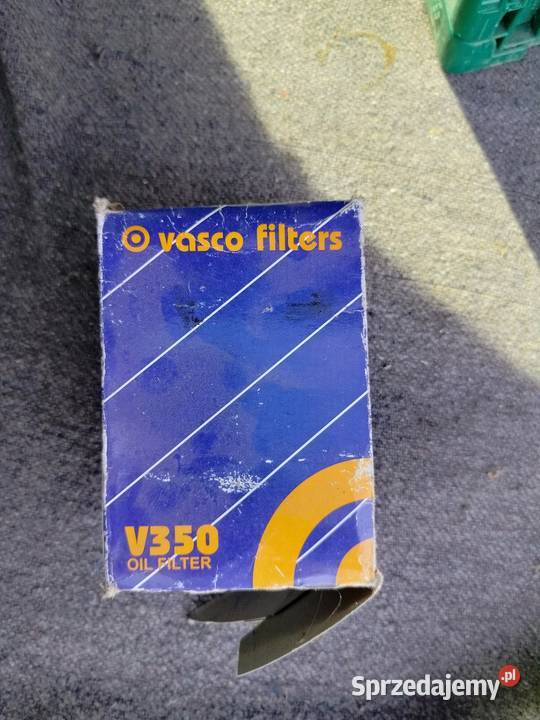 vasco filters
V350
OIL FILTER
Sprzedajemy.pl